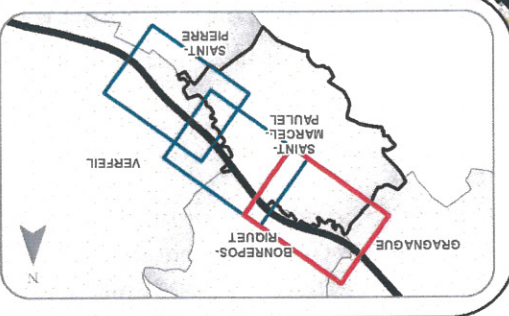 N
GRAGNAGUE
BONREPOS-
RIQUET
VERFEIL
SAINT-
MARCEL-
PAULEL
SAINT-
PIERRE